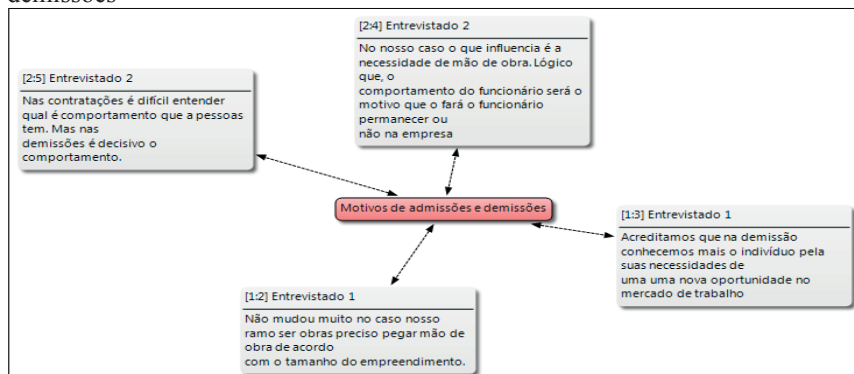 demissões
[2:4] Entrevistado 2
No nosso caso o que influencia é a
necessidade de mão de obra. Lógico
que, o
comportamento do funcionário será o
motivo que o fará o funcionário
permanecer ou
não na empresa
[2:5] Entrevistado 2
Nas contratações é difícil entender
qual é comportamento que a pessoas
tem. Mas nas
demissões é decisivo o
comportamento.
Motivos de admissões e demissões
[1:3] Entrevistado 1
Acreditamos que na demissão
conhecemos mais o indivíduo pela
suas necessidades de
uma uma nova oportunidade no
mercado de trabalho
[1:2] Entrevistado 1
Não mudou muito no caso nosso
ramo ser obras preciso pegar mão de
obra de acordo
com o tamanho do empreendimento.